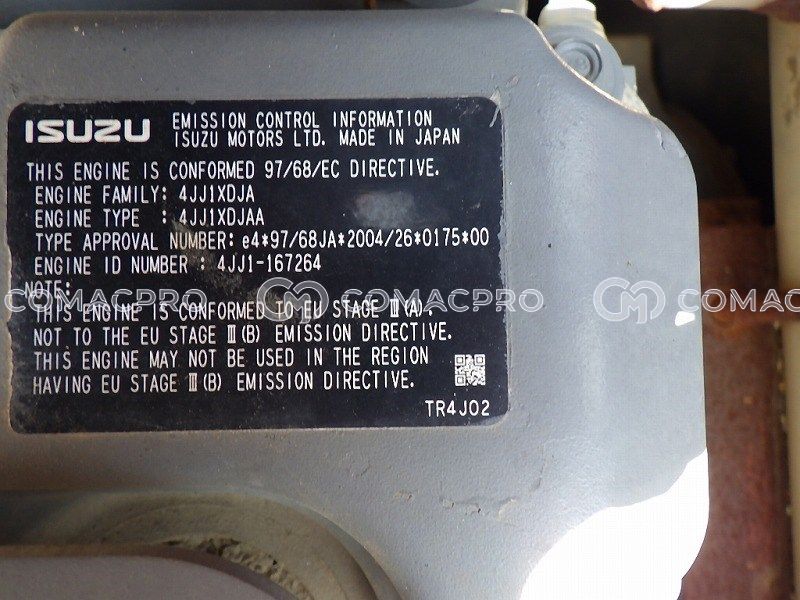 ISUZU
EMISSION CONTROL INFORMATION
ISUZU MOTORS LTD. MADE IN JAPAN
THIS ENGINE IS CONFORMED 97/68/EC DIRECTIVE.
ENGINE FAMILY: 4JJ1XDJA
ENGINE TYPE : 4JJ1XDJAA
TYPE APPROVAL NUMBER: e4*97/68JA*2004/26*0175*00
ENGINE ID NUMBER : 4JJ1-167264
NOTE:
THIS ENGINE IS CONFORMED TO EU STAGE Ⅲ(A).
NOT TO THE EU STAGE Ⅲ(B) EMISSION DIRECTIVE.
THIS ENGINE MAY NOT BE USED IN THE REGION
HAVING EU STAGE Ⅲ(B) EMISSION DIRECTIVE.
TR4J02
COMACPRO COMACPRO COMACPRO